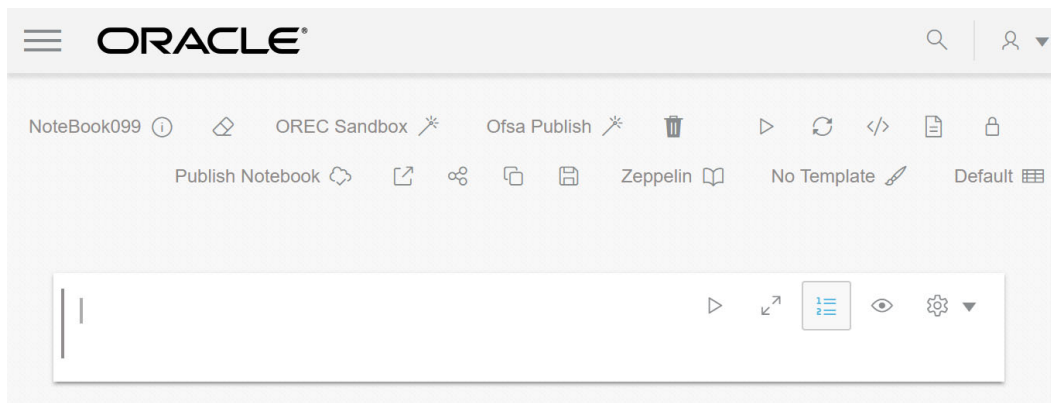 ORACLE®
NoteBook099 OREC Sandbox Ofsa Publish
Publish Notebook Zeppelin No Template Default